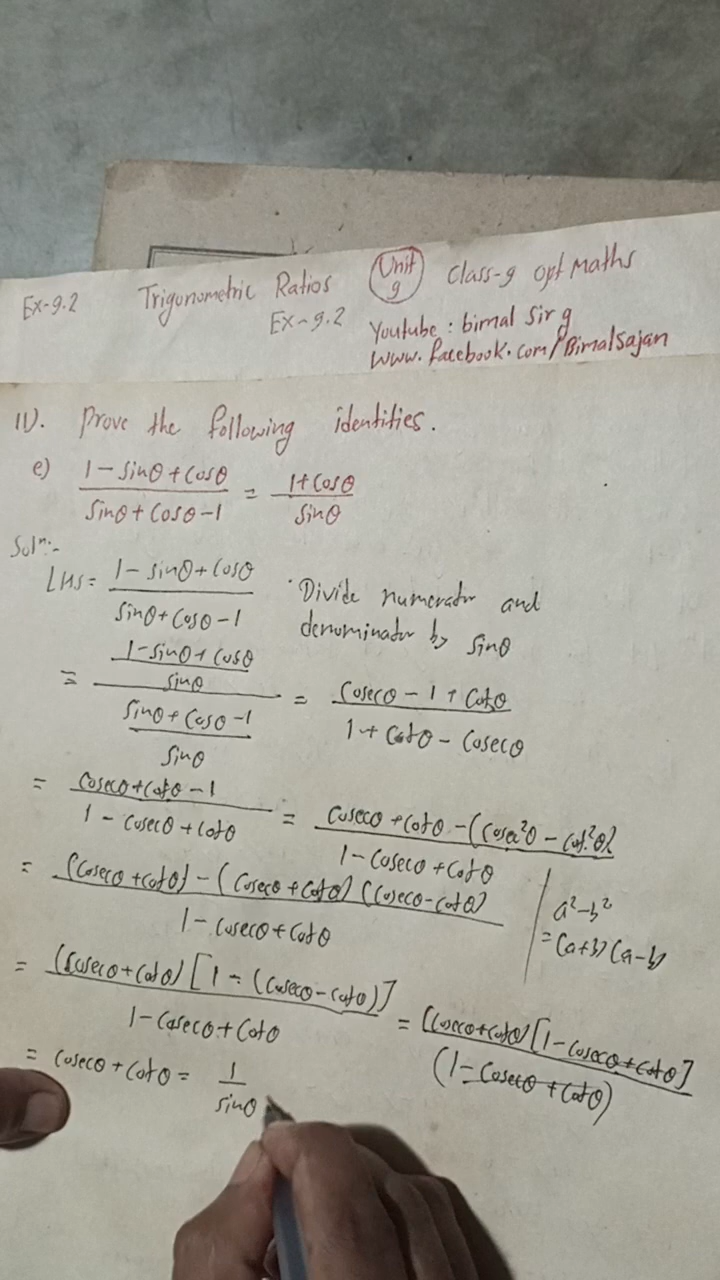 Ex-9.2 Trigonometric Ratios Unit 9 Class-9 opt Maths
Ex-9.2 Youtube : bimal Sir g
www.facebook.com/Bimalsajan
10. Prove the following identities.
e) (1 - sinθ + cosθ)/(sinθ + cosθ - 1) = (1 + cosθ)/sinθ
Soln:-
LHS = (1 - sinθ + cosθ)/(sinθ + cosθ - 1) Divide numerator and
denominator by sinθ
= ((1 - sinθ + cosθ)/sinθ)/((sinθ + cosθ - 1)/sinθ) = (cosecθ - 1 + cotθ)/(1 + cotθ - cosecθ)
= (cosecθ + cotθ - 1)/(1 - cosecθ + cotθ) = (cosecθ + cotθ - (cosec²θ - cot²θ))/(1 - cosecθ + cotθ)
= ((cosecθ + cotθ) - (cosecθ + cotθ)(cosecθ - cotθ))/(1 - cosecθ + cotθ)
a² - b²
= (a+b)(a-b)
= ((cosecθ + cotθ)[1 - (cosecθ - cotθ)])/(1 - cosecθ + cotθ) = ((cosecθ + cotθ)[1 - cosecθ + cotθ])/(1 - cosecθ + cotθ)
= cosecθ + cotθ = 1/sinθ